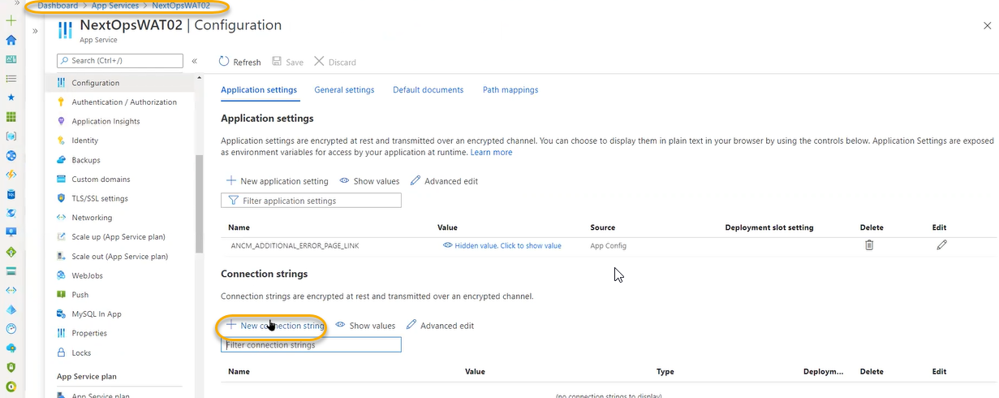 Dashboard > App Services > NextOpsWAT02
NextOpsWAT02 | Configuration
App Service
Search (Ctrl+/)
Refresh
Save
Discard
Configuration
Authentication / Authorization
Application Insights
Identity
Backups
Custom domains
TLS/SSL settings
Networking
Scale up (App Service plan)
Scale out (App Service plan)
WebJobs
Push
MySQL In App
Properties
Locks
App Service plan
App Service plan
Application settings
General settings
Default documents
Path mappings
Application settings
Application settings are encrypted at rest and transmitted over an encrypted channel. You can choose to display them in plain text in your browser by using the controls below. Application Settings are exposed
as environment variables for access by your application at runtime. Learn more
New application setting
Show values
Advanced edit
Filter application settings
Name Value Source Deployment slot setting Delete Edit
ANCM_ADDITIONAL_ERROR_PAGE_LINK Hidden value. Click to show value App Config
Connection strings
Connection strings are encrypted at rest and transmitted over an encrypted channel.
New connection string
Show values
Advanced edit
Filter connection strings
Name Value Type Deploym... Delete Edit
(no connection strings to display)